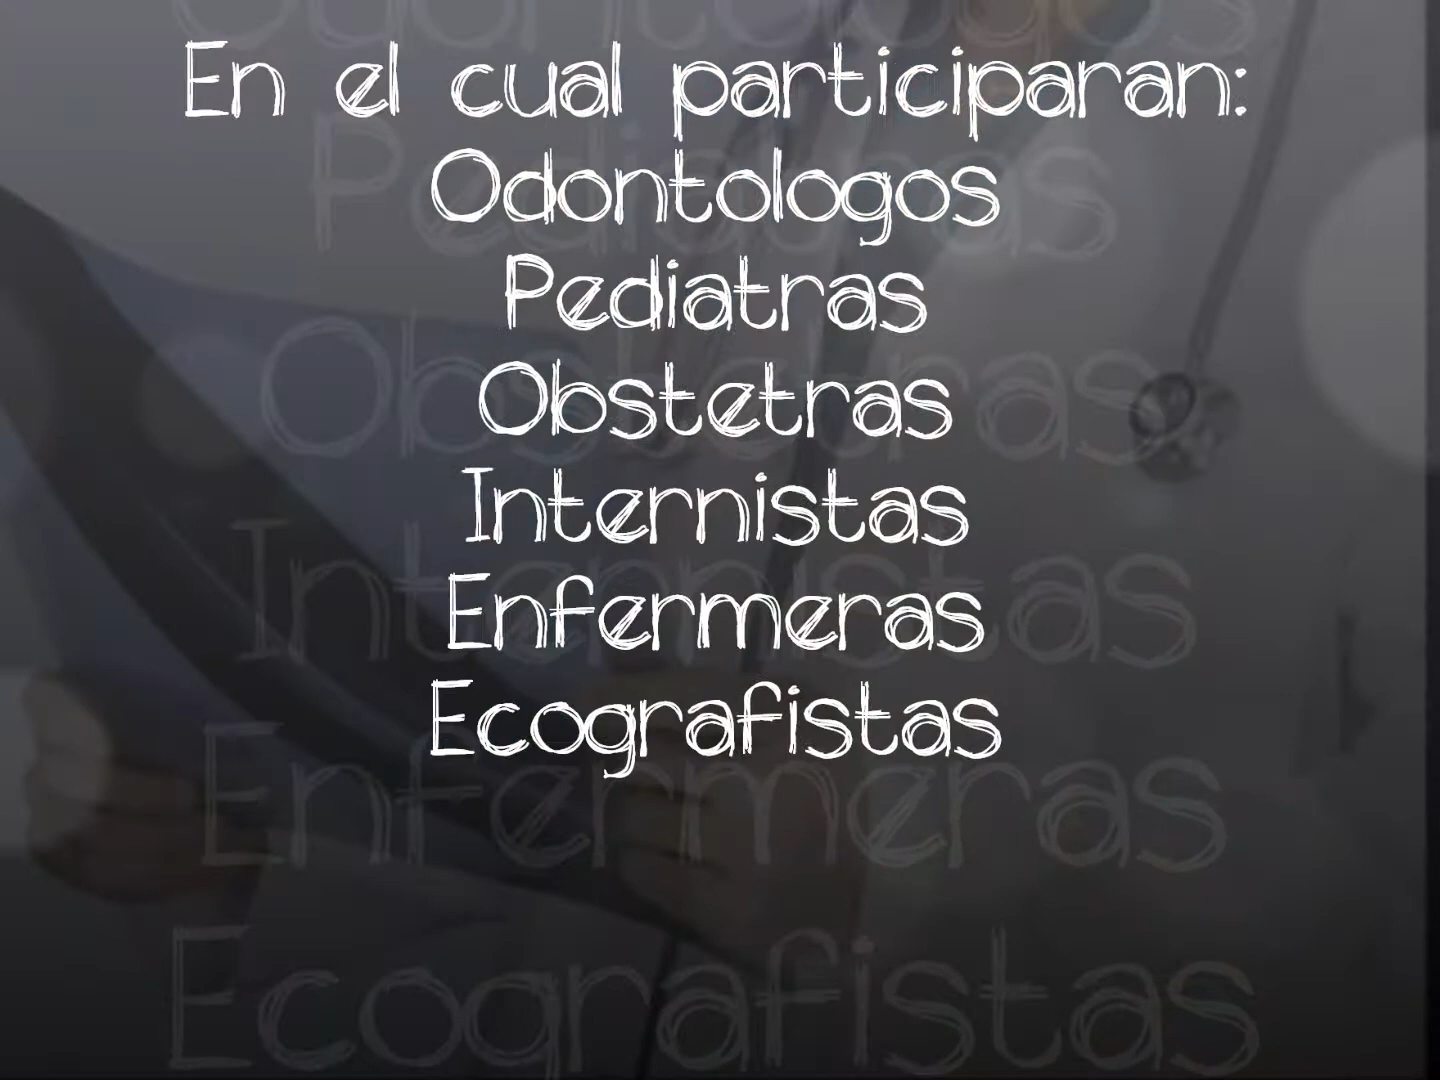 En el cual participaran:
Odontologos
Pediatras
Obstetras
Internistas
Enfermeras
Ecografistas